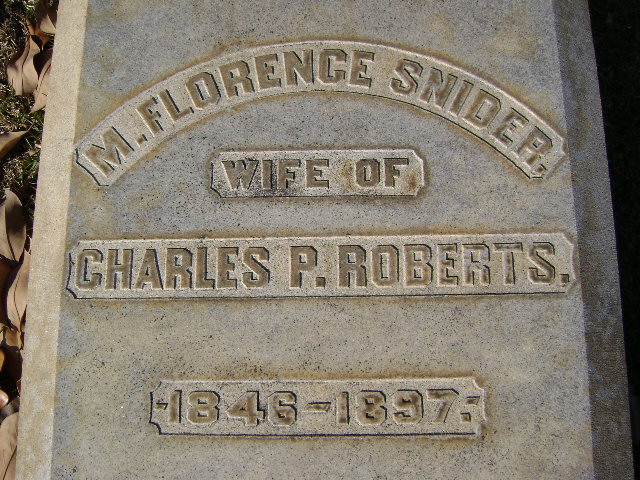 M. FLORENCE SNIDER,
WIFE OF
CHARLES P. ROBERTS.
-1846-1897-